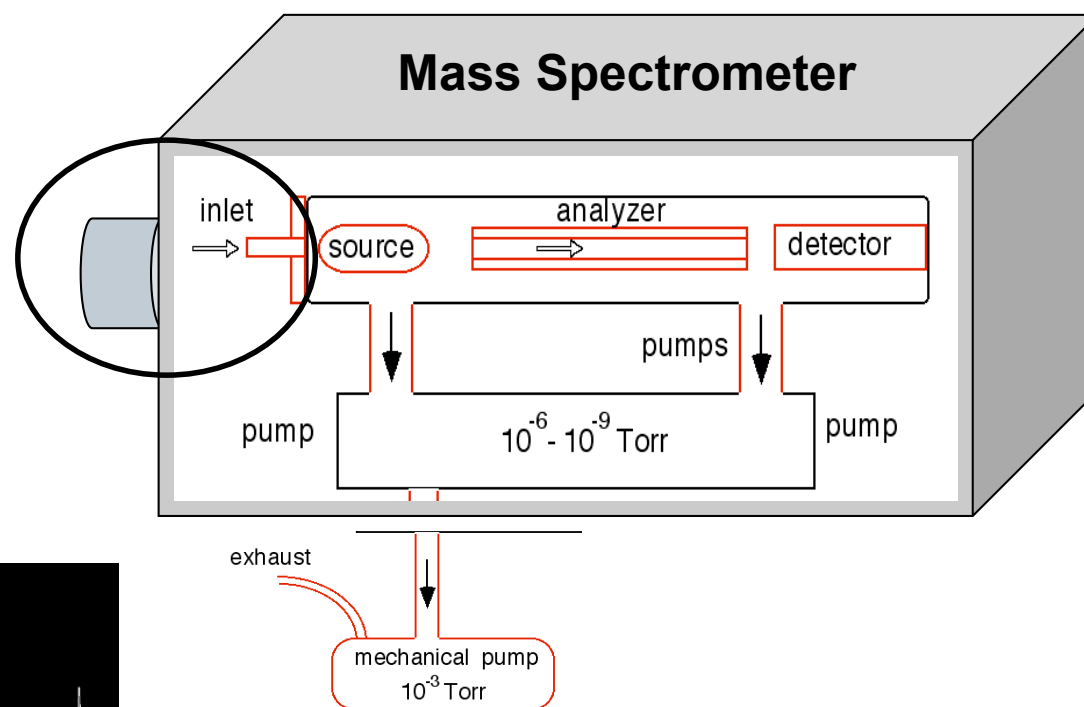 Mass Spectrometer
inlet
analyzer
source
detector
pumps
pump
10⁻⁶ - 10⁻⁹ Torr
pump
exhaust
mechanical pump
10⁻³ Torr